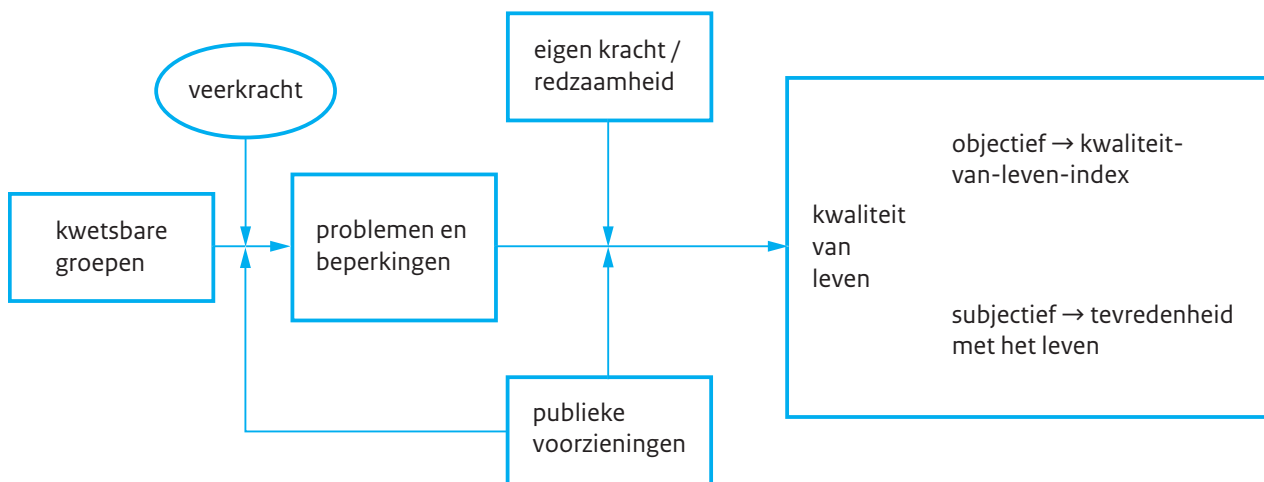 eigen kracht /
redzaamheid
veerkracht
objectief → kwaliteit-
van-leven-index
kwetsbare
groepen
problemen en
beperkingen
kwaliteit
van
leven
subjectief → tevredenheid
met het leven
publieke
voorzieningen